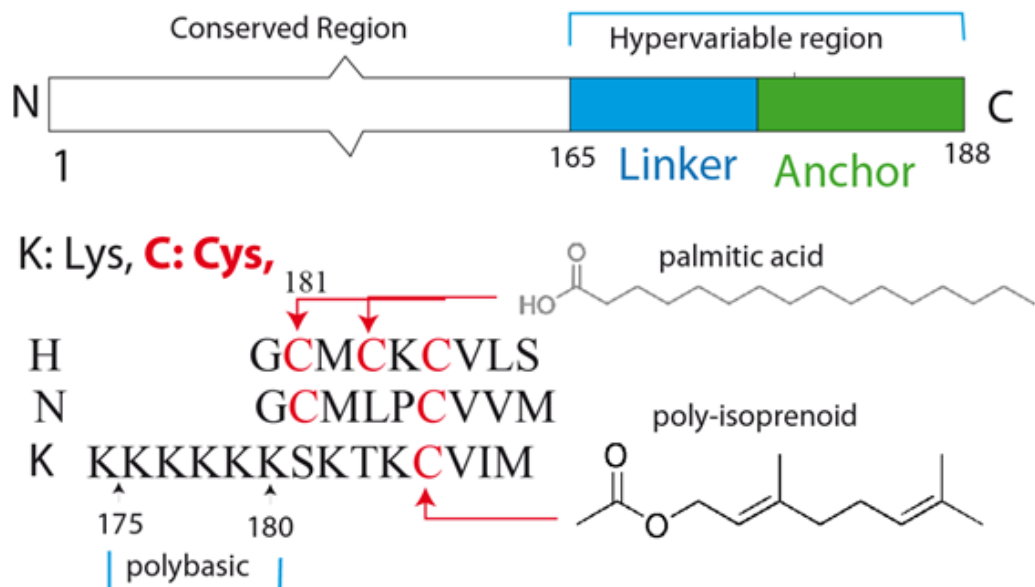 Conserved Region
Hypervariable region
N
C
1
165
188
Linker
Anchor
K: Lys, C: Cys,
palmitic acid
181
O
HO
H GCMCKCVLS
N GCMLPCVVM
poly-isoprenoid
K KKKKKKSKTKCVIM
O
O
175
180
polybasic